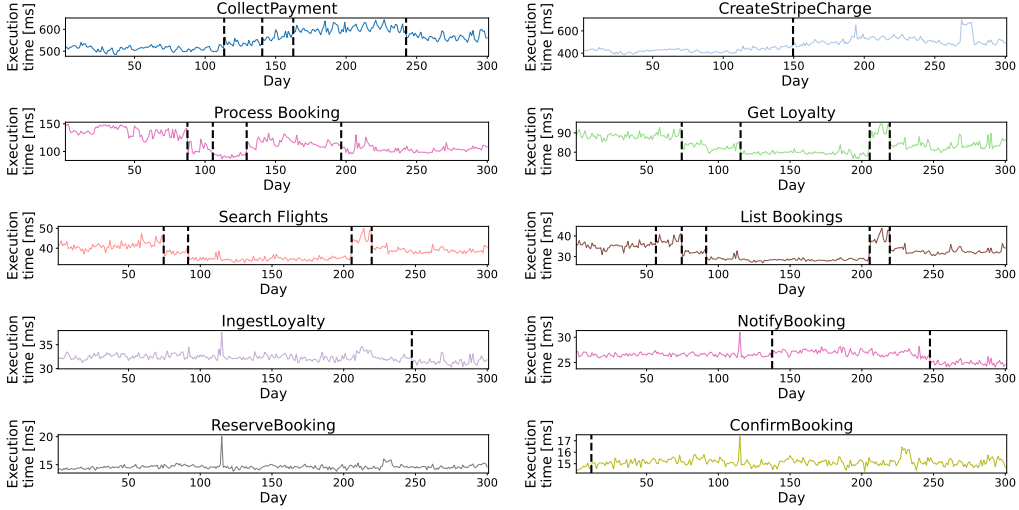 CollectPayment
Execution
time [ms]
600
500
50 100 150 200 250 300
Day
CreateStripeCharge
Execution
time [ms]
600
400
50 100 150 200 250 300
Day
Process Booking
Execution
time [ms]
150
100
50 100 150 200 250 300
Day
Get Loyalty
Execution
time [ms]
90
80
50 100 150 200 250 300
Day
Search Flights
Execution
time [ms]
50
40
50 100 150 200 250 300
Day
List Bookings
Execution
time [ms]
40
30
50 100 150 200 250 300
Day
IngestLoyalty
Execution
time [ms]
35
30
50 100 150 200 250 300
Day
NotifyBooking
Execution
time [ms]
30
25
50 100 150 200 250 300
Day
ReserveBooking
Execution
time [ms]
20
15
50 100 150 200 250 300
Day
ConfirmBooking
Execution
time [ms]
17
16
15
50 100 150 200 250 300
Day